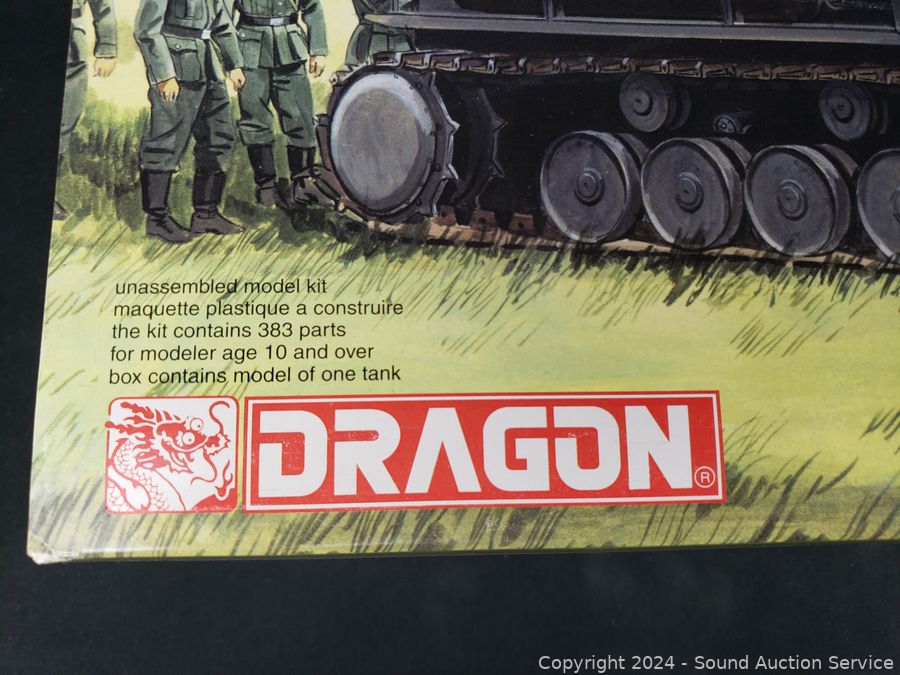 unassembled model kit
maquette plastique a construire
the kit contains 383 parts
for modeler age 10 and over
box contains model of one tank
DRAGON ®
Copyright 2024 - Sound Auction Service